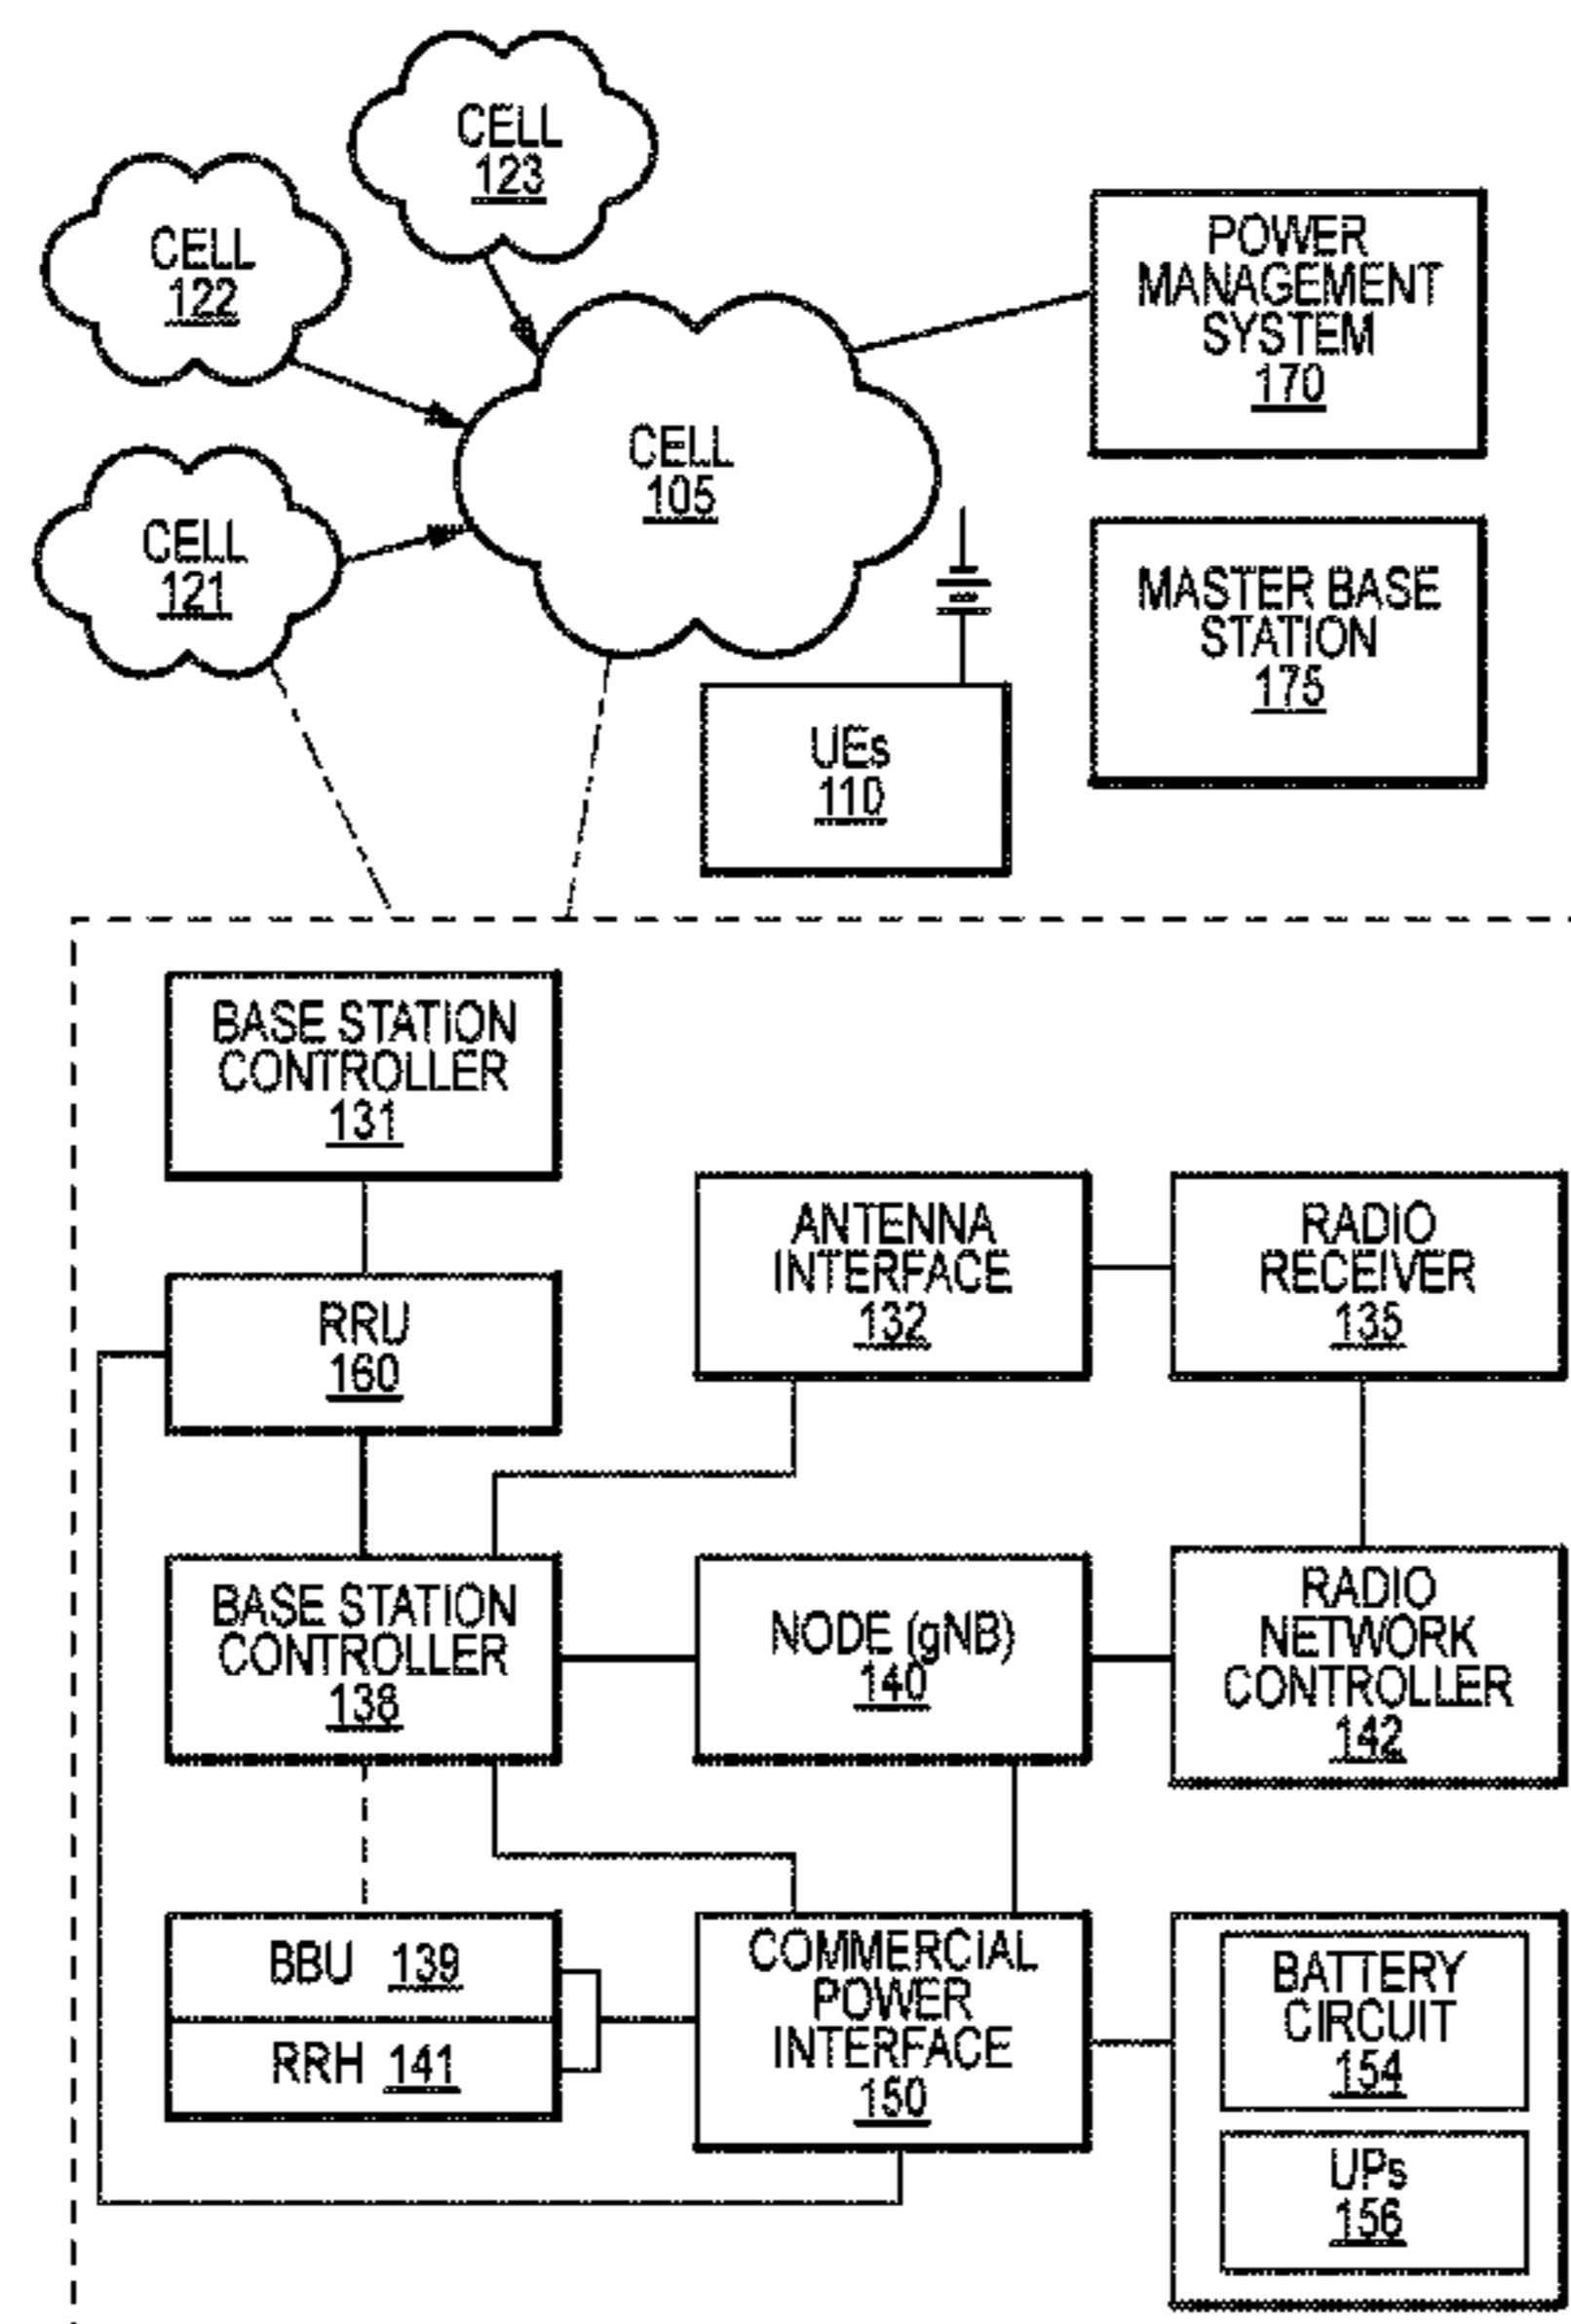 CELL
123
CELL
122
POWER
MANAGEMENT
SYSTEM
170
CELL
105
CELL
121
MASTER BASE
STATION
175
UEs
110
BASE STATION
CONTROLLER
131
ANTENNA
INTERFACE
132
RADIO
RECEIVER
135
RRU
160
BASE STATION
CONTROLLER
138
NODE (gNB)
140
RADIO
NETWORK
CONTROLLER
142
BBU 139
RRH 141
COMMERCIAL
POWER
INTERFACE
150
BATTERY
CIRCUIT
154
UPs
156